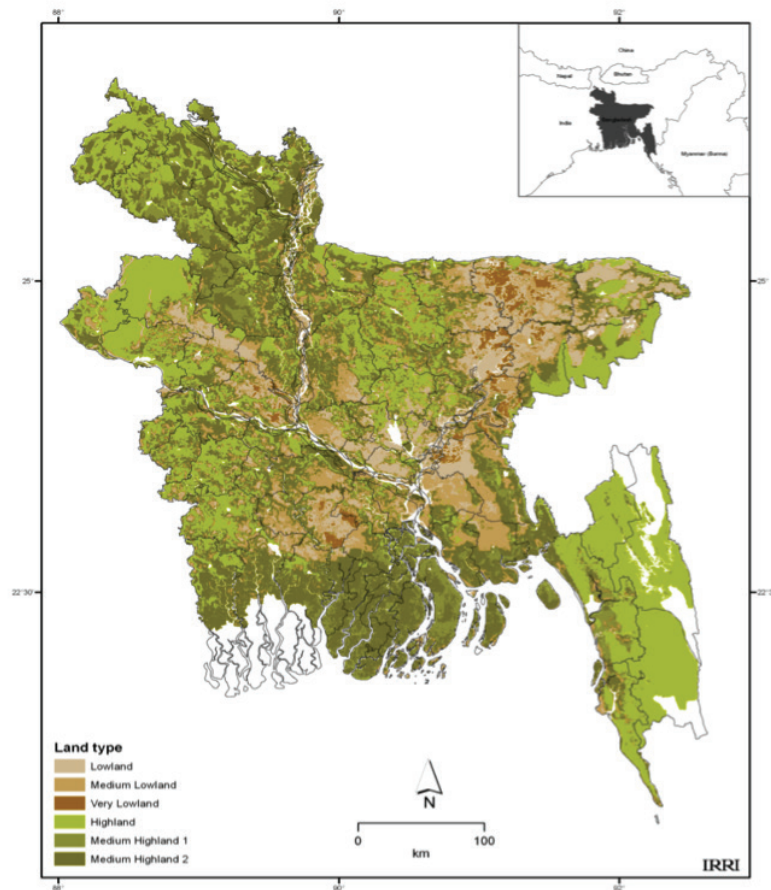 88°
90°
92°
China
Nepal
Bhutan
India
Bangladesh
Myanmar (Burma)
25°
25°
22°30'
22°30'
Land type
Lowland
Medium Lowland
Very Lowland
Highland
Medium Highland 1
Medium Highland 2
N
0
100
km
IRRI
88°
90°
92°